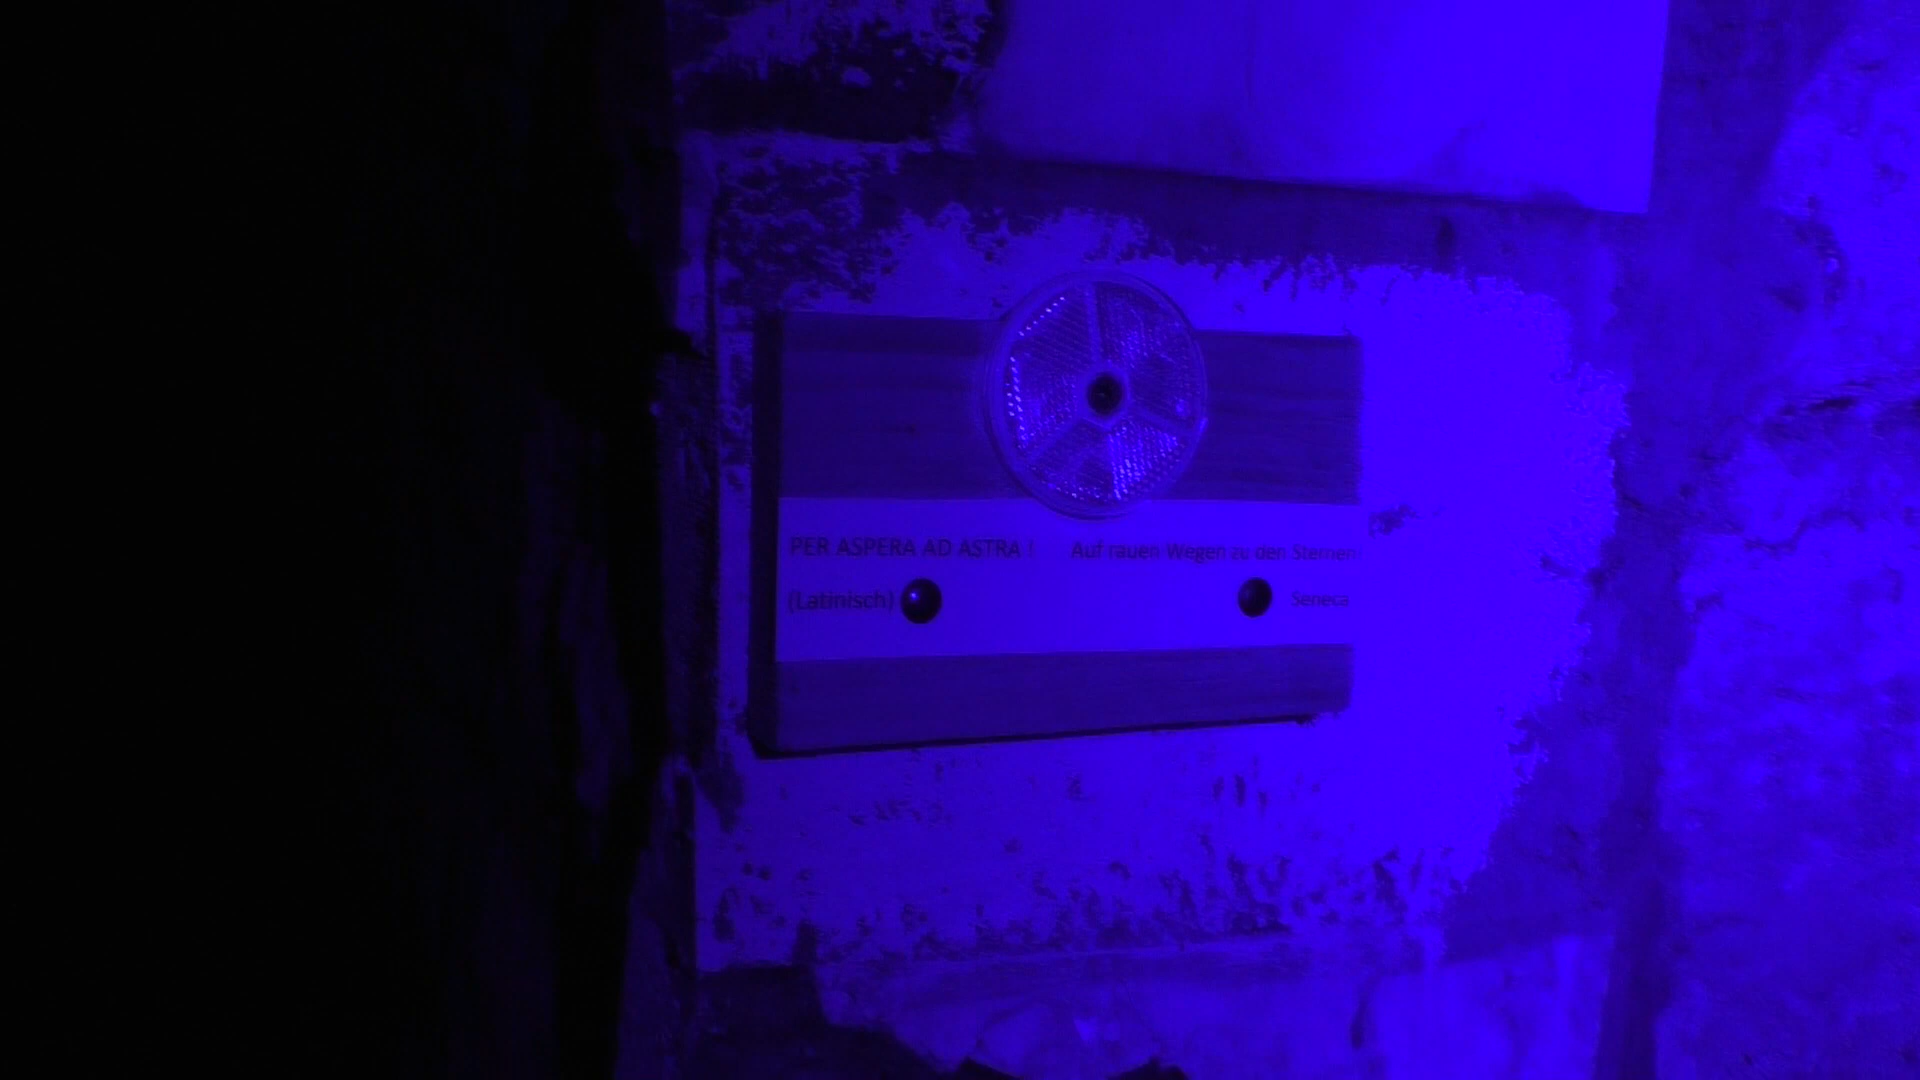 PER ASPERA AD ASTRA ! Auf rauen Wegen zu den Sternen
(Latinisch) Seneca